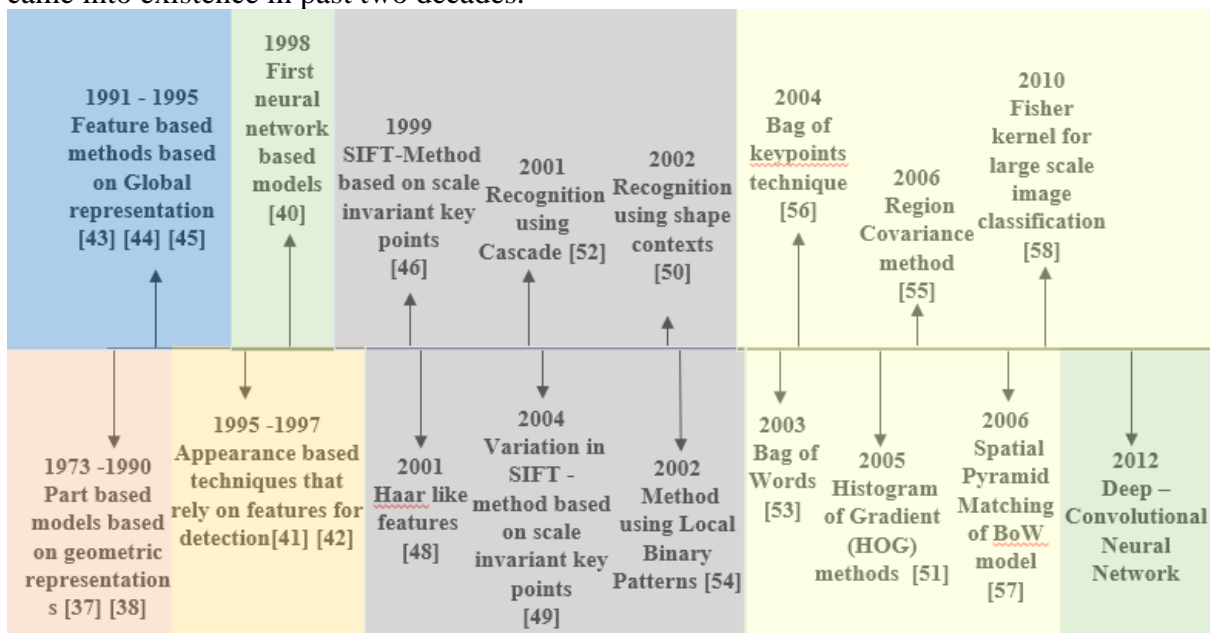 came into existence in past two decades.
1991 - 1995
Feature based
methods based
on Global
representation
[43] [44] [45]
1998
First
neural
network
based
models
[40]
1999
SIFT-Method
based on scale
invariant key
points
[46]
2001
Recognition
using
Cascade [52]
2002
Recognition
using shape
contexts
[50]
2004
Bag of
keypoints
technique
[56]
2006
Region
Covariance
method
[55]
2010
Fisher
kernel for
large scale
image
classification
[58]
1973 -1990
Part based
models based
on geometric
representation
s [37] [38]
1995 -1997
Appearance based
techniques that
rely on features for
detection[41] [42]
2001
Haar like
features
[48]
2004
Variation in
SIFT -
method based
on scale
invariant key
points
[49]
2002
Method
using Local
Binary
Patterns [54]
2003
Bag of
Words
[53]
2005
Histogram
of Gradient
(HOG)
methods [51]
2006
Spatial
Pyramid
Matching
of BoW
model
[57]
2012
Deep –
Convolutional
Neural
Network